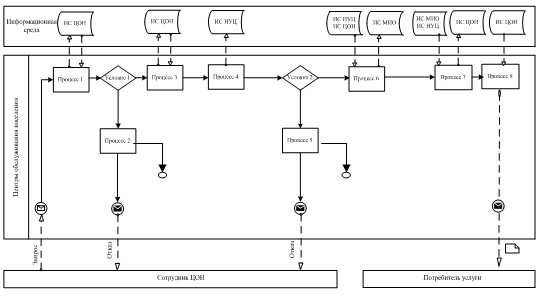 Информационная
среда
ИС ЦОН
ИС ЦОН
ИС НУЦ
ИС НУЦ
ИС ЦОН
ИС МИО
ИС МИО
ИС НУЦ
ИС ЦОН
ИС ЦОН
Центры обслуживания населения
Процесс 1
Условие 1
Процесс 3
Процесс 4
Условие 2
Процесс 6
Процесс 7
Процесс 8
Процесс 2
Процесс 5
Запрос
Отказ
Отказ
Сотрудник ЦОН
Потребитель услуги